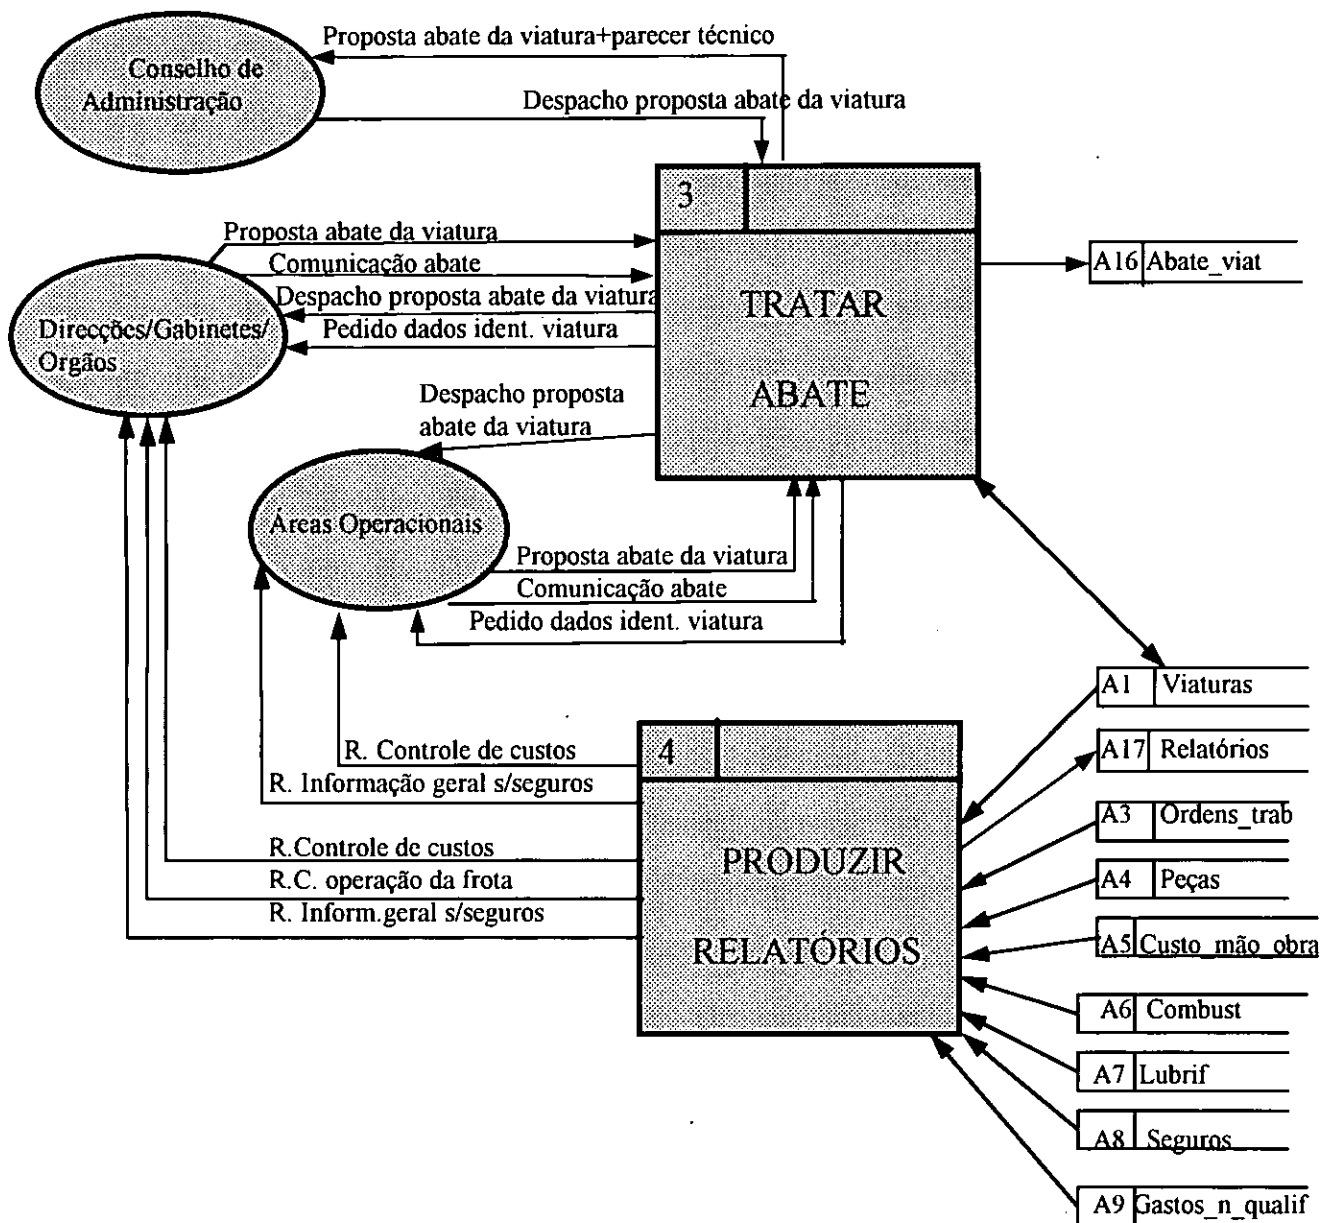 Proposta abate da viatura+parecer técnico
Conselho de
Administração
Despacho proposta abate da viatura
3
TRATAR
ABATE
Proposta abate da viatura
Comunicação abate
Despacho proposta abate da viatura
Pedido dados ident. viatura
Direcções/Gabinetes/
Orgãos
A16 Abate_viat
Despacho proposta
abate da viatura
Áreas Operacionais
Proposta abate da viatura
Comunicação abate
Pedido dados ident. viatura
A1 Viaturas
A17 Relatórios
A3 Ordens_trab
A4 Peças
A5 Custo_mão_obra
A6 Combust
A7 Lubrif
A8 Seguros
A9 Gastos_n_qualif
4
PRODUZIR
RELATÓRIOS
R. Controle de custos
R. Informação geral s/seguros
R.Controle de custos
R.C. operação da frota
R. Inform.geral s/seguros